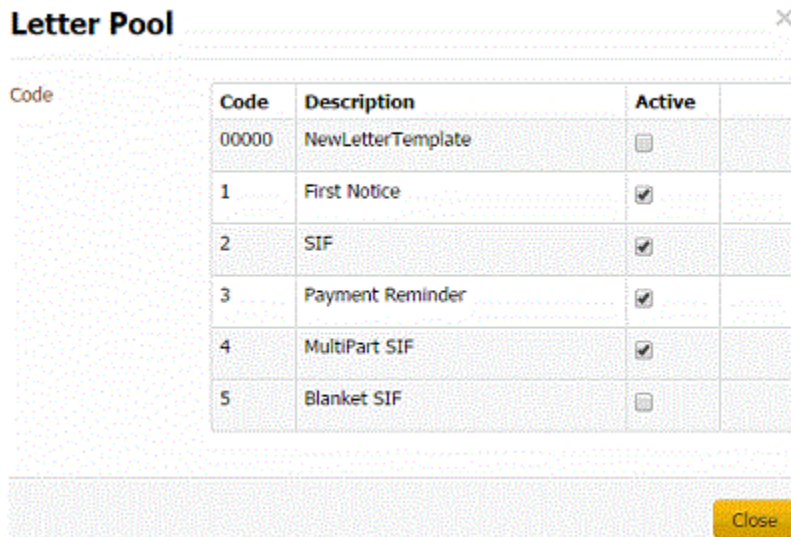 Letter Pool
Code
Code Description Active
00000 NewLetterTemplate
1 First Notice
2 SIF
3 Payment Reminder
4 MultiPart SIF
5 Blanket SIF
Close